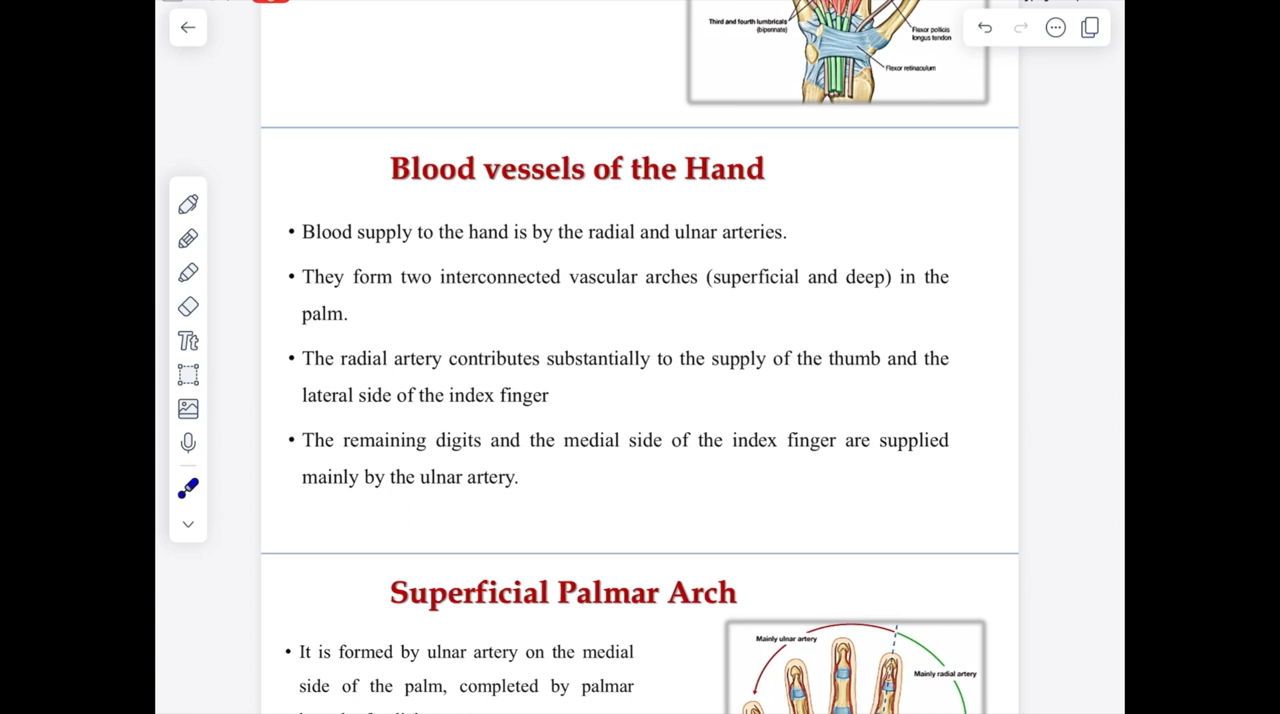 Third and fourth lumbricals
(bipennate)
Flexor pollicis
longus tendon
Flexor retinaculum
Blood vessels of the Hand
• Blood supply to the hand is by the radial and ulnar arteries.
• They form two interconnected vascular arches (superficial and deep) in the
palm.
• The radial artery contributes substantially to the supply of the thumb and the
lateral side of the index finger
• The remaining digits and the medial side of the index finger are supplied
mainly by the ulnar artery.
Tt
Superficial Palmar Arch
• It is formed by ulnar artery on the medial
side of the palm, completed by palmar
Mainly ulnar artery
Mainly radial artery